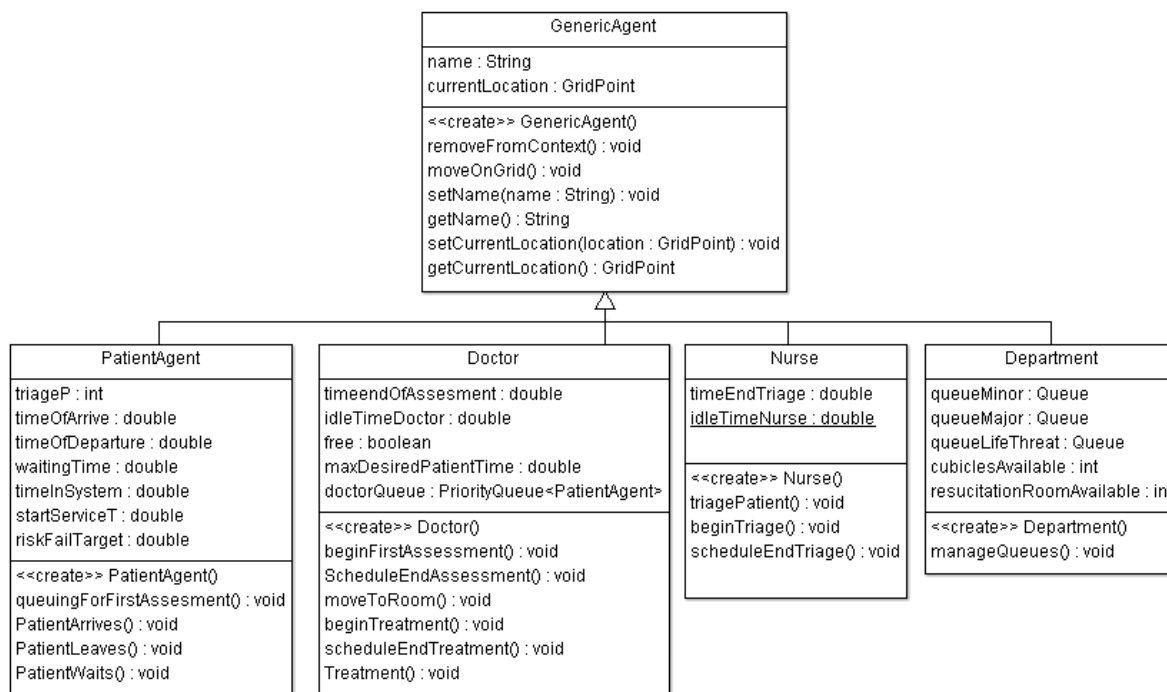 GenericAgent
name : String
currentLocation : GridPoint
<<create>> GenericAgent()
removeFromContext() : void
moveOnGrid() : void
setName(name : String) : void
getName() : String
setCurrentLocation(location : GridPoint) : void
getCurrentLocation() : GridPoint
PatientAgent
triageP : int
timeOfArrive : double
timeOfDeparture : double
waitingTime : double
timeInSystem : double
startServiceT : double
riskFailTarget : double
<<create>> PatientAgent()
queuingForFirstAssesment() : void
PatientArrives() : void
PatientLeaves() : void
PatientWaits() : void
Doctor
timeendOfAssesment : double
idleTimeDoctor : double
free : boolean
maxDesiredPatientTime : double
doctorQueue : PriorityQueue<PatientAgent>
<<create>> Doctor()
beginFirstAssessment() : void
ScheduleEndAssessment() : void
moveToRoom() : void
beginTreatment() : void
scheduleEndTreatment() : void
Treatment() : void
Nurse
timeEndTriage : double
idleTimeNurse : double
<<create>> Nurse()
triagePatient() : void
beginTriage() : void
scheduleEndTriage() : void
Department
queueMinor : Queue
queueMajor : Queue
queueLifeThreat : Queue
cubiclesAvailable : int
resucitationRoomAvailable : in
<<create>> Department()
manageQueues() : void